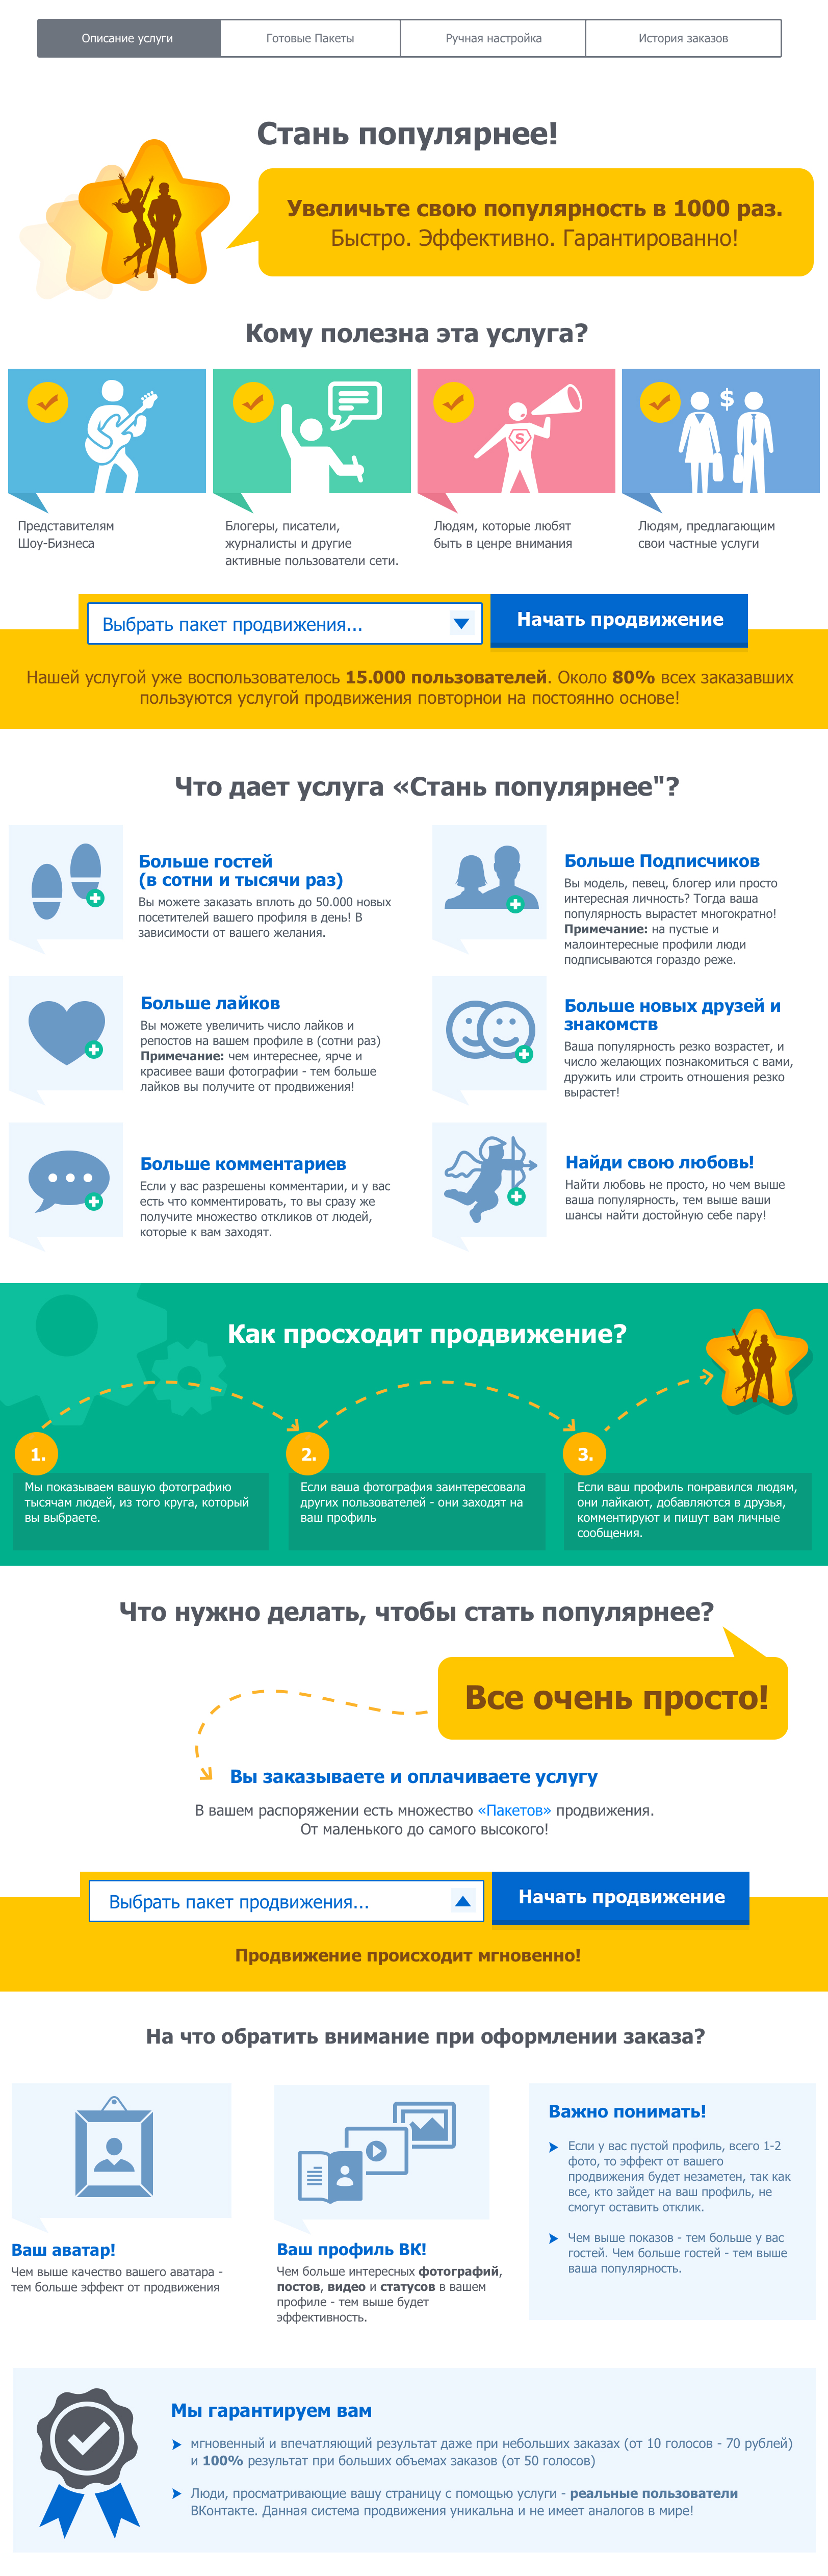 Описание услуги
Готовые Пакеты
Ручная настройка
История заказов
Стань популярнее!
Увеличьте свою популярность в 1000 раз.
Быстро. Эффективно. Гарантированно!
Кому полезна эта услуга?
S
$
Представителям
Шоу-Бизнеса
Блогеры, писатели,
журналисты и другие
активные пользователи сети.
Людям, которые любят
быть в ценре внимания
Людям, предлагающим
свои частные услуги
Выбрать пакет продвижения...
Начать продвижение
Нашей услугой уже воспользователось 15.000 пользователей. Около 80% всех заказавших
пользуются услугой продвижения повторнои на постоянно основе!
Что дает услуга «Стань популярнее"?
Больше гостей
(в сотни и тысячи раз)
Вы можете заказать вплоть до 50.000 новых
посетителей вашего профиля в день! В
зависимости от вашего желания.
Больше Подписчиков
Вы модель, певец, блогер или просто
интересная личность? Тогда ваша
популярность вырастет многократно!
Примечание: на пустые и
малоинтересные профили люди
подписываются гораздо реже.
Больше лайков
Вы можете увеличить число лайков и
репостов на вашем профиле в (сотни раз)
Примечание: чем интереснее, ярче и
красивее ваши фотографии - тем больше
лайков вы получите от продвижения!
Больше новых друзей и
знакомств
Ваша популярность резко возрастет, и
число желающих познакомиться с вами,
дружить или строить отношения резко
вырастет!
Больше комментариев
Если у вас разрешены комментарии, и у вас
есть что комментировать, то вы сразу же
получите множество откликов от людей,
которые к вам заходят.
Найди свою любовь!
Найти любовь не просто, но чем выше
ваша популярность, тем выше ваши
шансы найти достойную себе пару!
Как просходит продвижение?
1.
2.
3.
Мы показываем вашую фотографию
тысячам людей, из того круга, который
вы выбреаете.
Если ваша фотография заинтересовала
других пользователей - они заходят на
ваш профиль
Если ваш профиль понравился людям,
они лайкают, добавляются в друзья,
комментируют и пишут вам личные
сообщения.
Что нужно делать, чтобы стать популярнее?
Все очень просто!
Вы заказываете и оплачиваете услугу
В вашем распоряжении есть множество «Пакетов» продвижения.
От маленького до самого высокого!
Выбрать пакет продвижения...
Начать продвижение
Продвижение происходит мгновенно!
На что обратить внимание при оформлении заказа?
Ваш аватар!
Чем выше качество вашего аватара -
тем больше эффект от продвижения
Ваш профиль ВК!
Чем больше интересных фотографий,
постов, видео и статусов в вашем
профиле - тем выше будет
эффективность.
Важно понимать!
Если у вас пустой профиль, всего 1-2
фото, то эффект от вашего
продвижения будет незаметен, так как
все, кто зайдет на ваш профиль, не
смогут оставить отклик.
Чем выше показов - тем больше у вас
гостей. Чем больше гостей - тем выше
ваша популярность.
Мы гарантируем вам
мгновенный и впечатляющий результат даже при небольших заказах (от 10 голосов - 70 рублей)
и 100% результат при больших объемах заказов (от 50 голосов)
Люди, просматривающие вашу страницу с помощью услуги - реальные пользователи
ВКонтакте. Данная система продвижения уникальна и не имеет аналогов в мире!